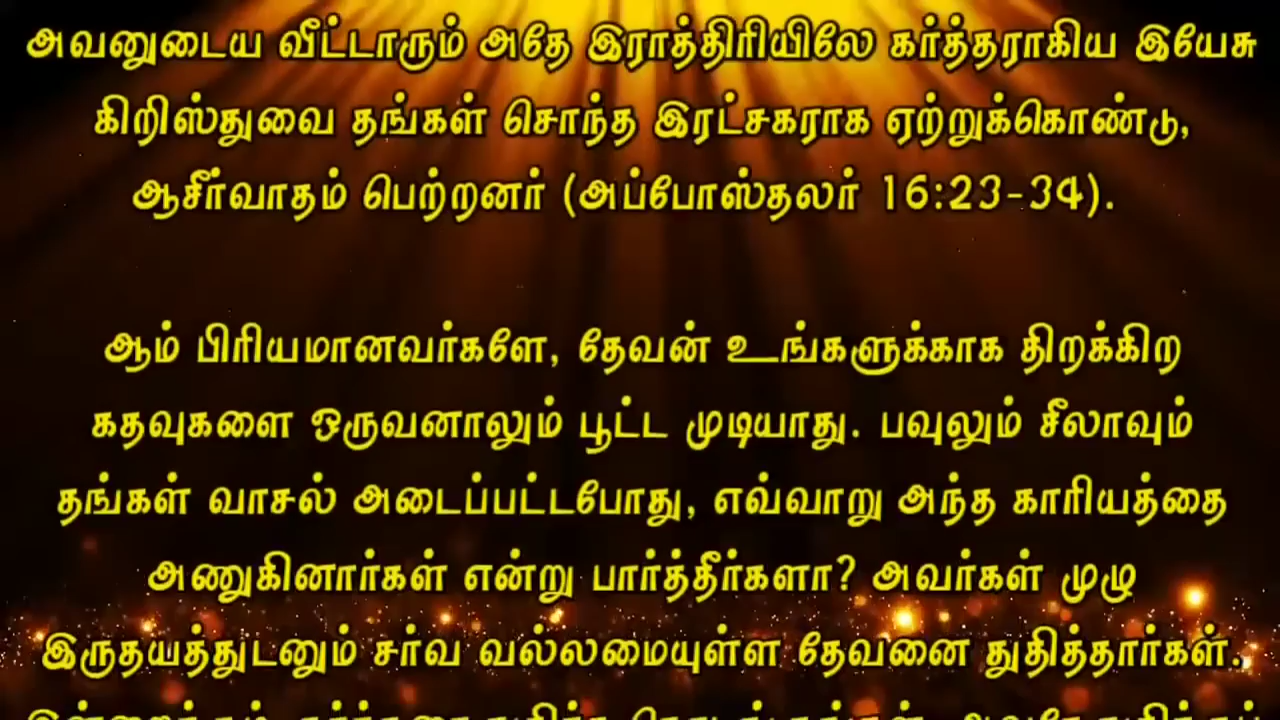 அவனுடைய வீட்டாரும் அதே இராத்திரியிலே கர்த்தராகிய இயேசு
கிறிஸ்துவை தங்கள் சொந்த இரட்சகராக ஏற்றுக்கொண்டு,
ஆசீர்வாதம் பெற்றனர் (அப்போஸ்தலர் 16:23-34).
ஆம் பிரியமானவர்களே, தேவன் உங்களுக்காக திறக்கிற
கதவுகளை ஒருவனாலும் பூட்ட முடியாது. பவுலும் சீலாவும்
தங்கள் வாசல் அடைப்பட்டபோது, எவ்வாறு அந்த காரியத்தை
அணுகினார்கள் என்று பார்த்தீர்களா? அவர்கள் முழு
இருதயத்துடனும் சர்வ வல்லமையுள்ள தேவனை துதித்தார்கள்.